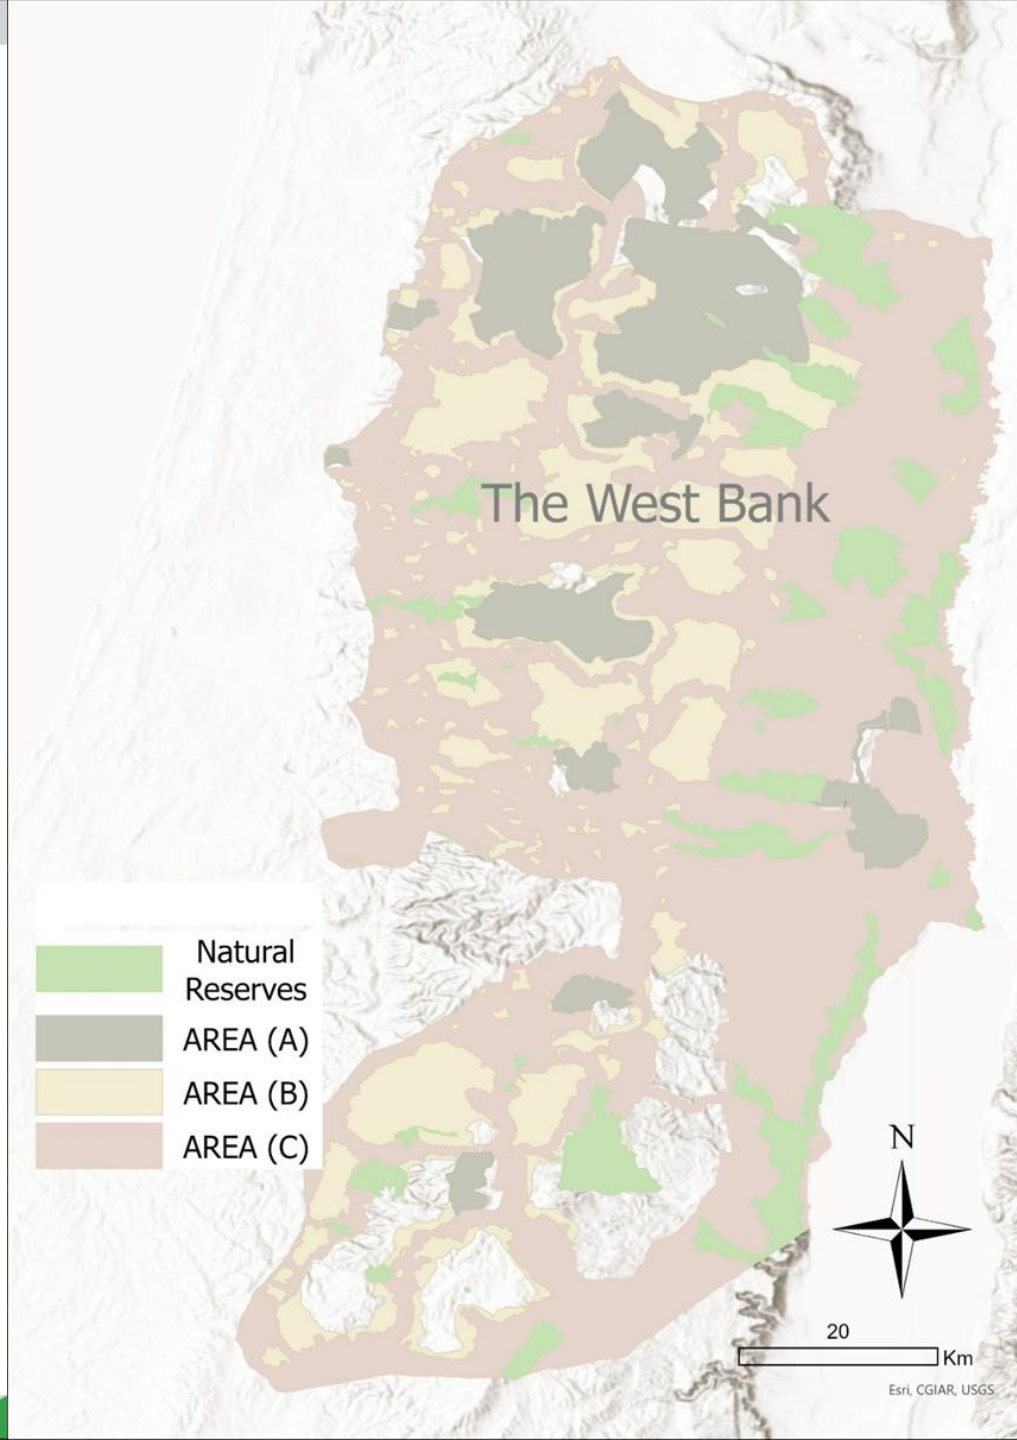 The West Bank
Natural
Reserves
AREA (A)
AREA (B)
AREA (C)
N
20
Km
Esri, CGIAR, USGS